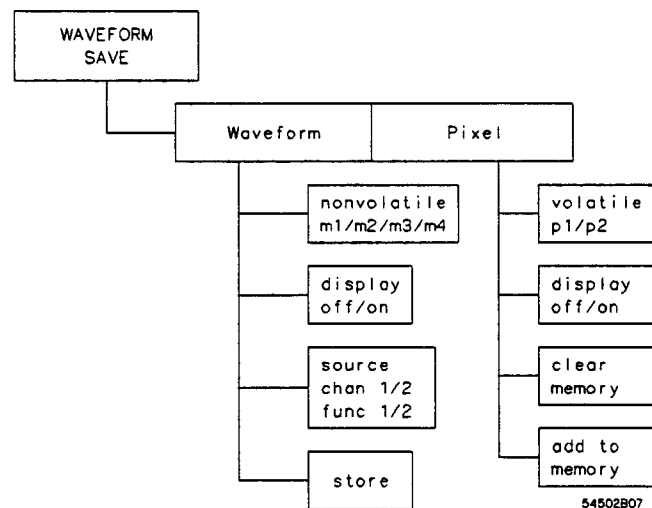 WAVEFORM
SAVE
Waveform
Pixel
nonvolatile
m1/m2/m3/m4
display
off/on
source
chan 1/2
func 1/2
store
volatile
p1/p2
display
off/on
clear
memory
add to
memory
54502B07